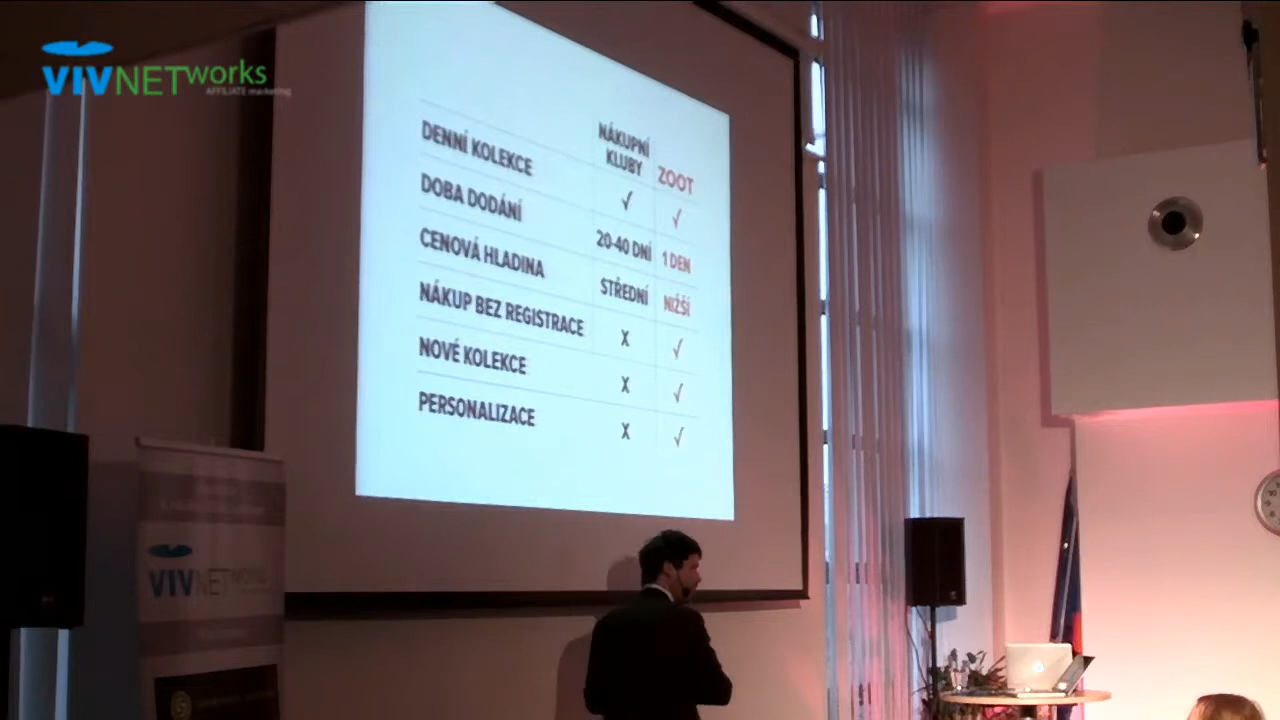 VIVNETworks
AFFILIATE marketing
NÁKUPNÍ
KLUBY
ZOOT
DENNÍ KOLEKCE √ √
DOBA DODÁNÍ 20-40 DNÍ 1 DEN
CENOVÁ HLADINA STŘEDNÍ NIŽŠÍ
NÁKUP BEZ REGISTRACE X √
NOVÉ KOLEKCE X √
PERSONALIZACE X √
VIVNETworks